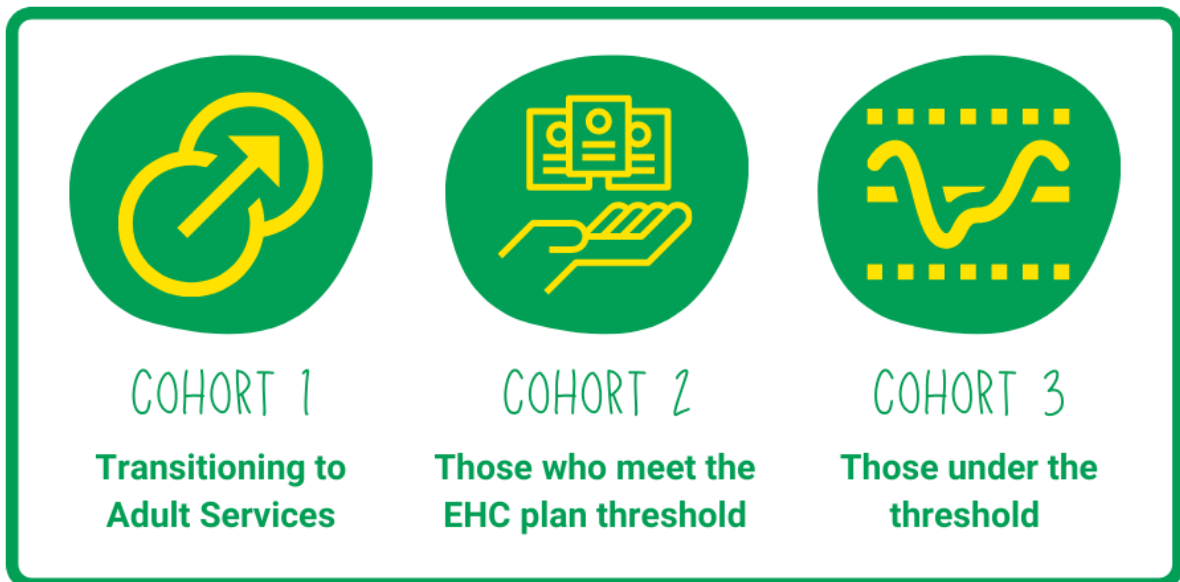 COHORT 1
Transitioning to
Adult Services
COHORT 2
Those who meet the
EHC plan threshold
COHORT 3
Those under the
threshold